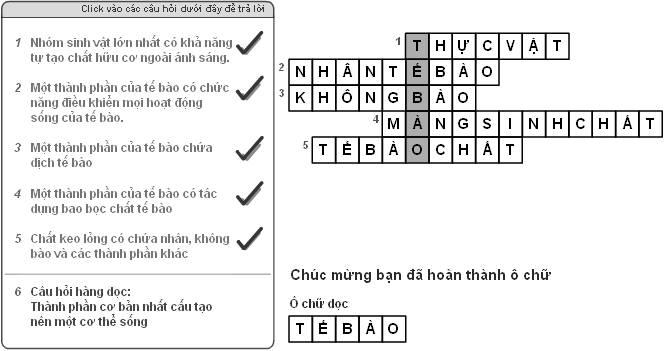 Click vào các câu hỏi dưới đây để trả lời
1 Nhóm sinh vật lớn nhất có khả năng
tự tạo chất hữu cơ ngoài ánh sáng.
2 Một thành phần của tế bào có chức
năng điều khiển mọi hoạt động
sống của tế bào.
3 Một thành phần của tế bào chứa
dịch tế bào
4 Một thành phần của tế bào có tác
dụng bao bọc chất tế bào
5 Chất keo lỏng có chứa nhân, không
bào và các thành phần khác
6 Câu hỏi hàng dọc:
Thành phần cơ bản nhất cấu tạo
nên một cơ thể sống
1 THỰCVẬT
2 NHÂNTẾBÀO
3 KHÔNGBÀO
4 MÀNGSINHCHẤT
5 TẾBÀOCHẤT
Chúc mừng bạn đã hoàn thành ô chữ
Ô chữ dọc
TẾBÀO